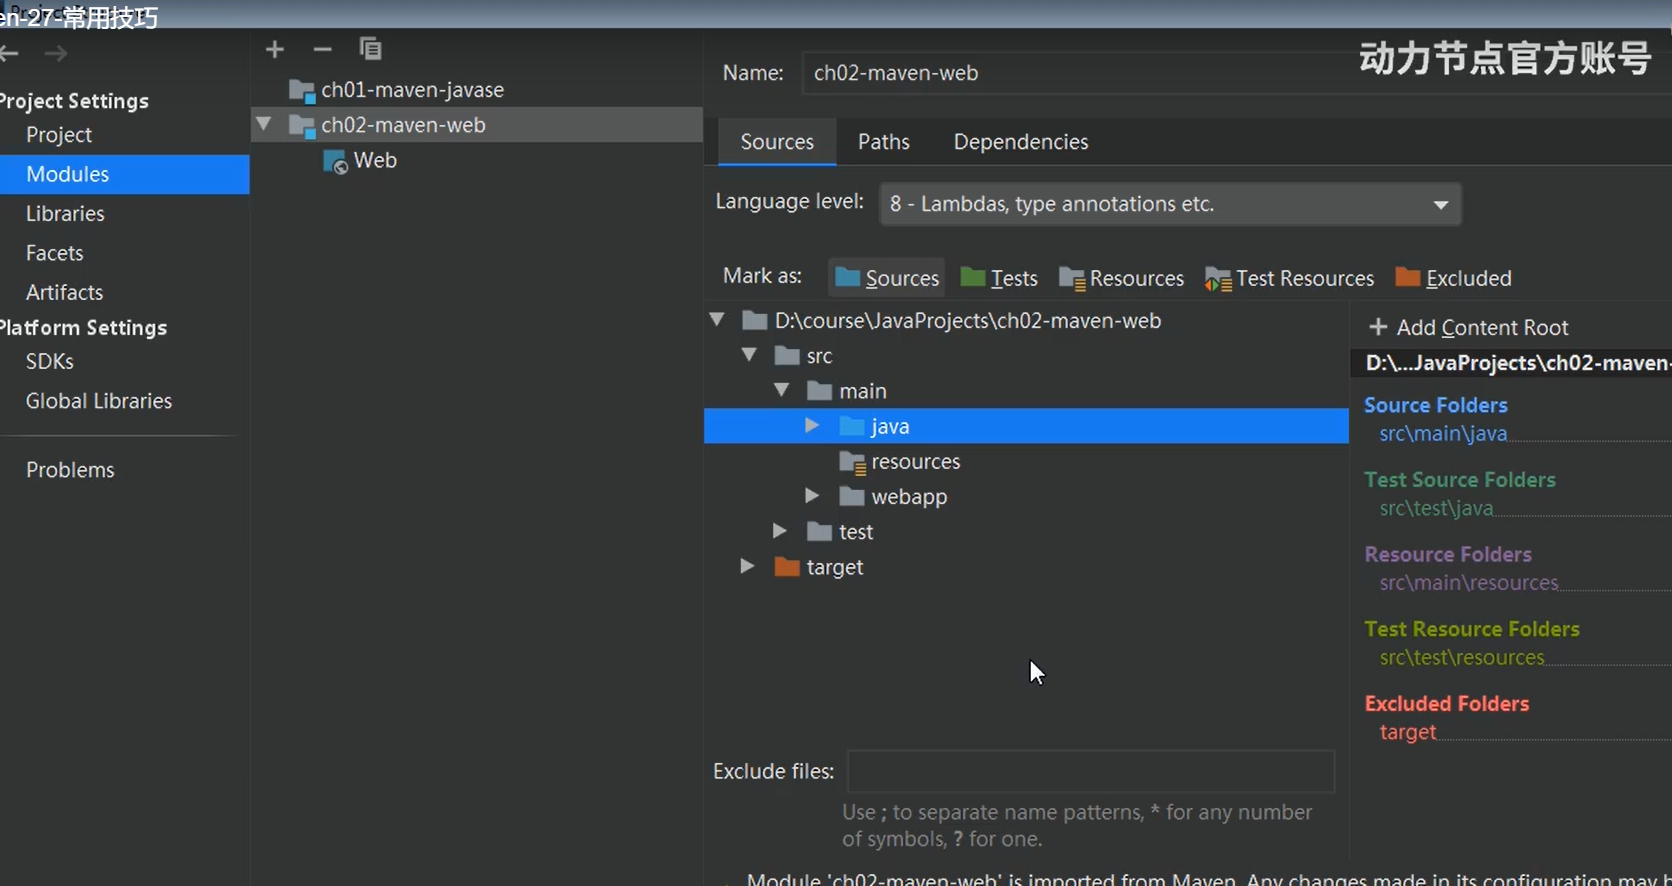 en-27-常用技巧
动力节点官方账号
Project Settings
Project
Modules
Libraries
Facets
Artifacts
Platform Settings
SDKs
Global Libraries
Problems
ch01-maven-javase
ch02-maven-web
Web
Name: ch02-maven-web
Sources Paths Dependencies
Language level: 8 - Lambdas, type annotations etc.
Mark as: Sources Tests Resources Test Resources Excluded
D:\course\JavaProjects\ch02-maven-web
src
main
java
resources
webapp
test
target
+ Add Content Root
D:\...JavaProjects\ch02-maven-
Source Folders
src\main\java
Test Source Folders
src\test\java
Resource Folders
src\main\resources
Test Resource Folders
src\test\resources
Excluded Folders
target
Exclude files:
Use ; to separate name patterns, * for any number
of symbols, ? for one.
Module 'ch02-maven-web' is imported from Maven. Any changes made in its configuration may